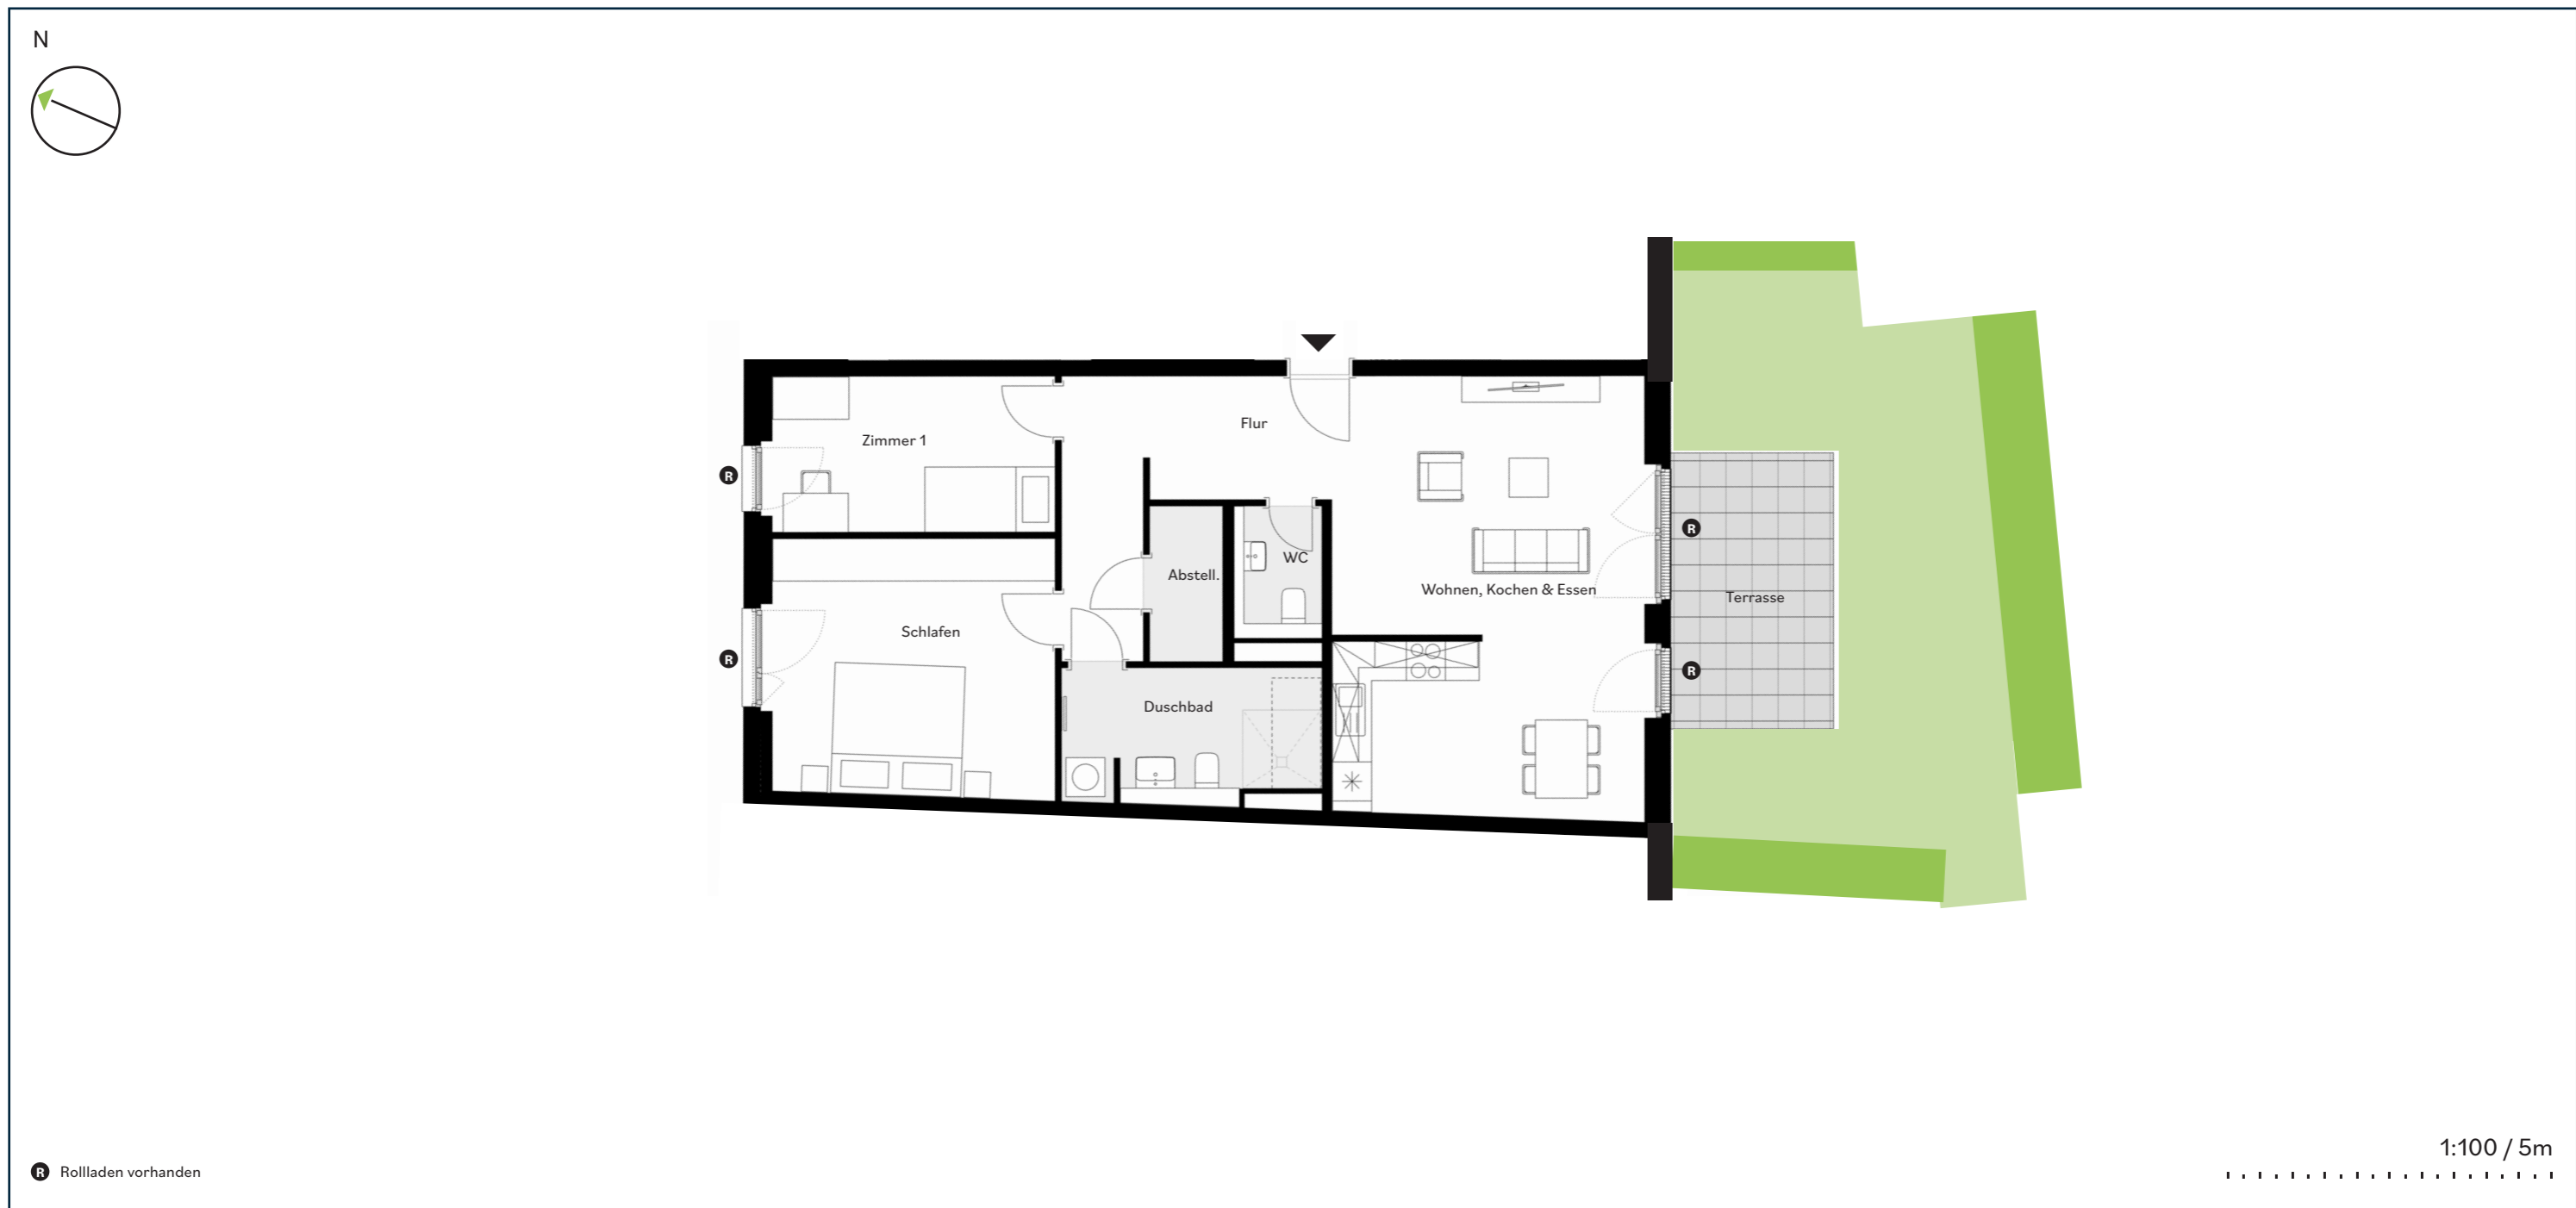 N
Flur
Zimmer 1
R
R
WC
Abstell.
Wohnen, Kochen & Essen
Terrasse
Schlafen
R
R
Duschbad
1:100 / 5m
R Rollladen vorhanden